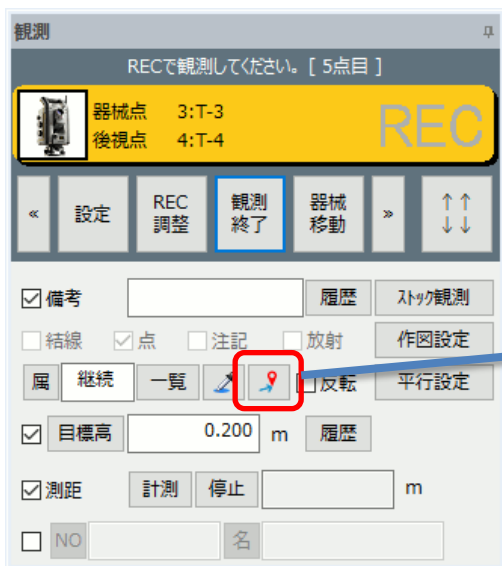 観測
RECで観測してください。[ 5点目 ]
器械点 3:T-3
後視点 4:T-4
REC
« 設定 REC調整 観測終了 器械移動 » ↑↑↓↓
備考 履歴 ストック観測
結線 点 注記 放射 作図設定
属 継続 一覧 反転 平行設定
目標高 0.200 m 履歴
測距 計測 停止 m
NO 名